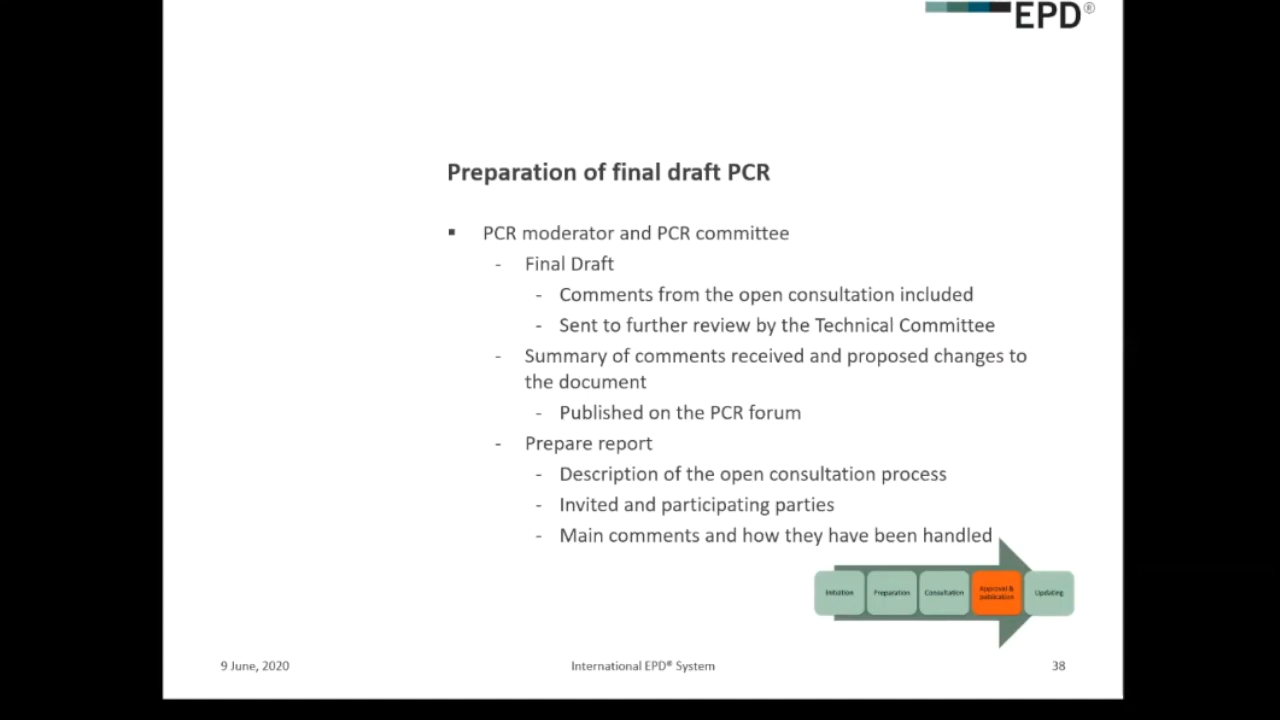 EPD®
Preparation of final draft PCR
▪ PCR moderator and PCR committee
- Final Draft
- Comments from the open consultation included
- Sent to further review by the Technical Committee
- Summary of comments received and proposed changes to
the document
- Published on the PCR forum
- Prepare report
- Description of the open consultation process
- Invited and participating parties
- Main comments and how they have been handled
Initiation Preparation Consultation Approval & publication Updating
9 June, 2020 International EPD® System 38